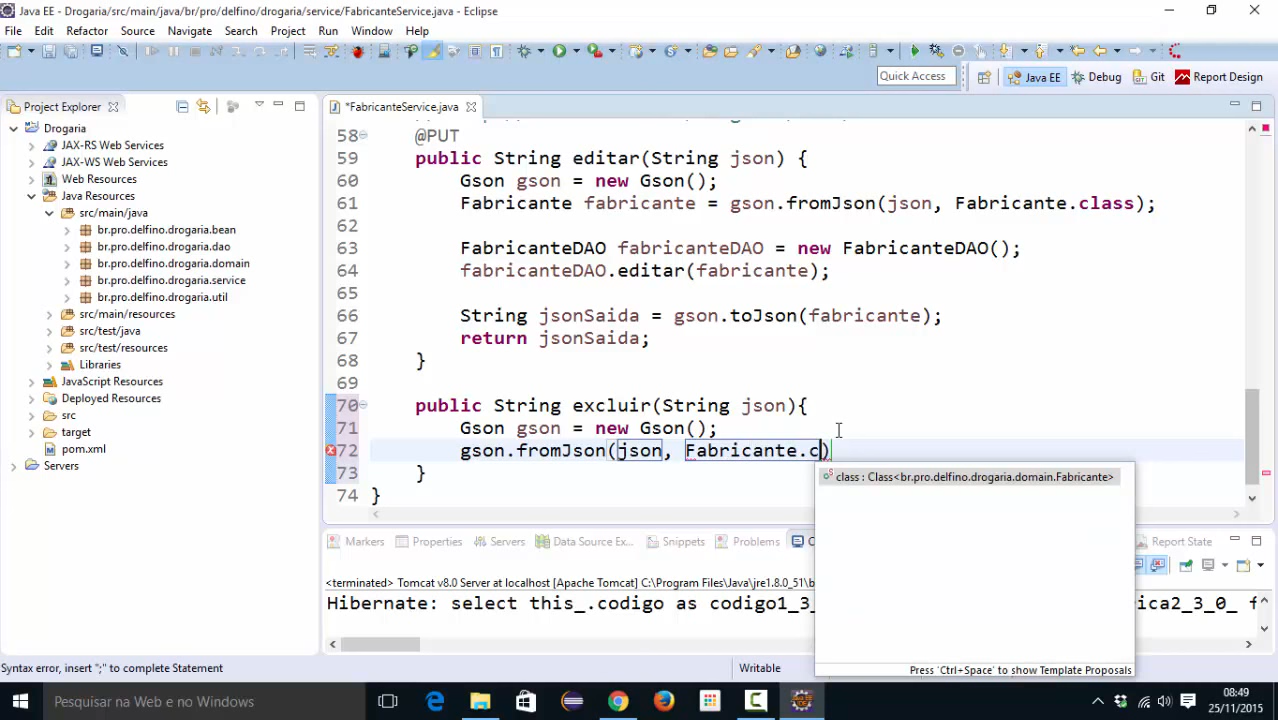 Java EE - Drogaria/src/main/java/br/pro/delfino/drogaria/service/FabricanteService.java - Eclipse
File Edit Refactor Source Navigate Search Project Run Window Help
Quick Access
Java EE
Debug
Git
Report Design
Project Explorer
Drogaria
JAX-RS Web Services
JAX-WS Web Services
Web Resources
Java Resources
src/main/java
br.pro.delfino.drogaria.bean
br.pro.delfino.drogaria.dao
br.pro.delfino.drogaria.domain
br.pro.delfino.drogaria.service
br.pro.delfino.drogaria.util
src/main/resources
src/test/java
src/test/resources
Libraries
JavaScript Resources
Deployed Resources
src
target
pom.xml
Servers
*FabricanteService.java
58 @PUT
59 public String editar(String json) {
60 Gson gson = new Gson();
61 Fabricante fabricante = gson.fromJson(json, Fabricante.class);
62
63 FabricanteDAO fabricanteDAO = new FabricanteDAO();
64 fabricanteDAO.editar(fabricante);
65
66 String jsonSaida = gson.toJson(fabricante);
67 return jsonSaida;
68 }
69
70 public String excluir(String json){
71 Gson gson = new Gson();
72 gson.fromJson(json, Fabricante.c)
73 }
74 }
class : Class<br.pro.delfino.drogaria.domain.Fabricante>
Press 'Ctrl+Space' to show Template Proposals
Markers Properties Servers Data Source Ex... Snippets Problems C
Report State
<terminated> Tomcat v8.0 Server at localhost [Apache Tomcat] C:\Program Files\Java\jre1.8.0_51\b
Hibernate: select this_.codigo as codigo1_3_
ica2_3_0_ f
Syntax error, insert ";" to complete Statement
Writable
Pesquisar na Web e no Windows
08:49
25/11/2015